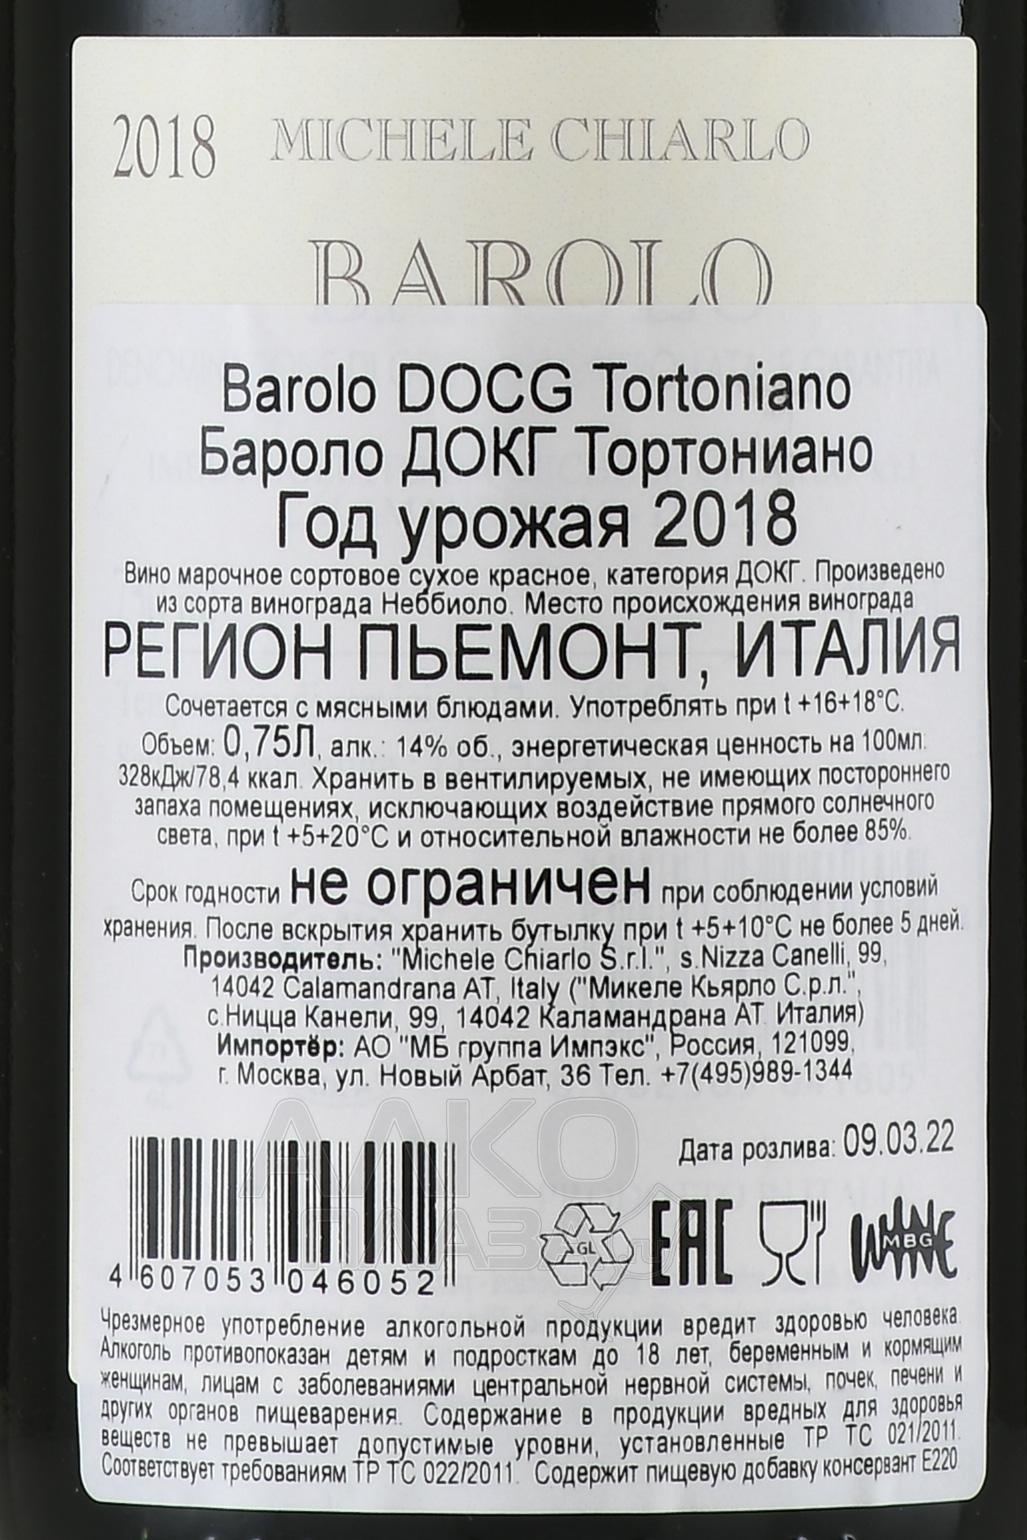 2018 MICHELE CHIARLO
BAROLO
Barolo DOCG Tortoniano
Бароло ДОКГ Тортониано
Год урожая 2018
Вино марочное сортовое сухое красное, категория ДОКГ. Произведено
из сорта винограда Неббиоло. Место происхождения винограда
РЕГИОН ПЬЕМОНТ, ИТАЛИЯ
Сочетается с мясными блюдами. Употреблять при t +16+18°C.
Объем: 0,75Л, алк.: 14% об., энергетическая ценность на 100мл:
328кДж/78,4 ккал. Хранить в вентилируемых, не имеющих постороннего
запаха помещениях, исключающих воздействие прямого солнечного
света, при t +5+20°C и относительной влажности не более 85%.
Срок годности не ограничен при соблюдении условий
хранения. После вскрытия хранить бутылку при t +5+10°C не более 5 дней.
Производитель: "Michele Chiarlo S.r.l.", s.Nizza Canelli, 99,
14042 Calamandrana AT, Italy ("Микеле Кьярло С.р.л.",
с.Ницца Канели, 99, 14042 Каламандрана АТ, Италия)
Импортёр: АО "МБ группа Импэкс", Россия, 121099,
г. Москва, ул. Новый Арбат, 36 Тел. +7(495)989-1344
Дата розлива: 09.03.22
4 607053 046052
GL
EAC
WINE
MBG
АЛКО
ПЛАЗА
Чрезмерное употребление алкогольной продукции вредит здоровью человека.
Алкоголь противопоказан детям и подросткам до 18 лет, беременным и кормящим
женщинам, лицам с заболеваниями центральной нервной системы, почек, печени и
других органов пищеварения. Содержание в продукции вредных для здоровья
веществ не превышает допустимые уровни, установленные ТР ТС 021/2011.
Соответствует требованиям ТР ТС 022/2011. Содержит пищевую добавку консервант Е220.